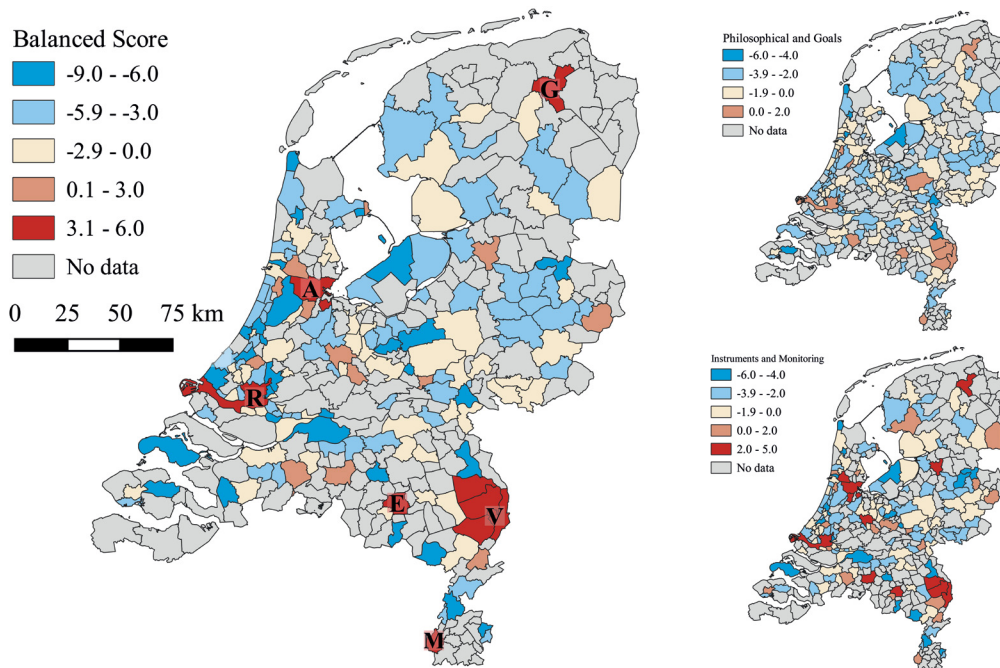 Balanced Score
-9.0 - -6.0
-5.9 - -3.0
-2.9 - 0.0
0.1 - 3.0
3.1 - 6.0
No data
0 25 50 75 km
G
A
R
E
V
M
Philosophical and Goals
-6.0 - -4.0
-3.9 - -2.0
-1.9 - 0.0
0.0 - 2.0
No data
Instruments and Monitoring
-6.0 - -4.0
-3.9 - -2.0
-1.9 - 0.0
0.0 - 2.0
2.0 - 5.0
No data